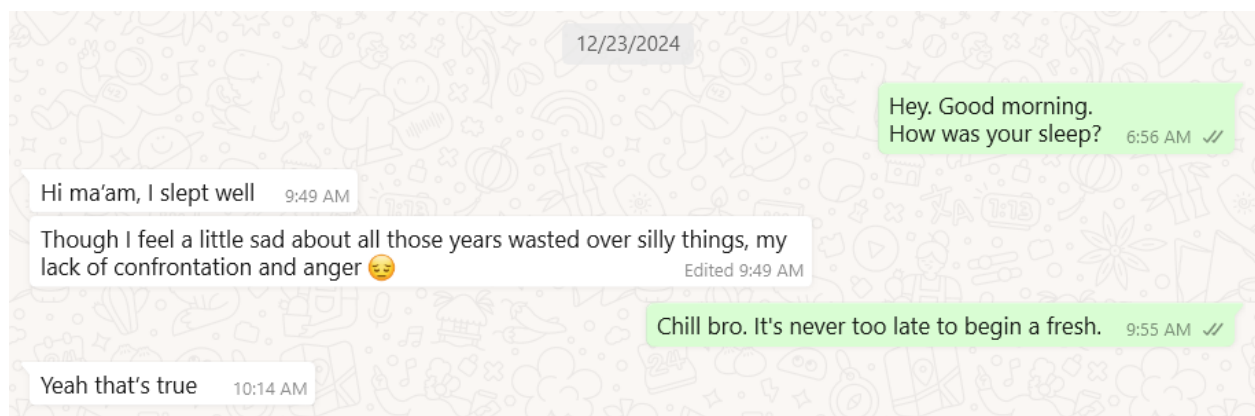 12/23/2024
Hey. Good morning.
How was your sleep? 6:56 AM
Hi ma'am, I slept well 9:49 AM
Though I feel a little sad about all those years wasted over silly things, my
lack of confrontation and anger 😔 Edited 9:49 AM
Chill bro. It's never too late to begin a fresh. 9:55 AM
Yeah that's true 10:14 AM